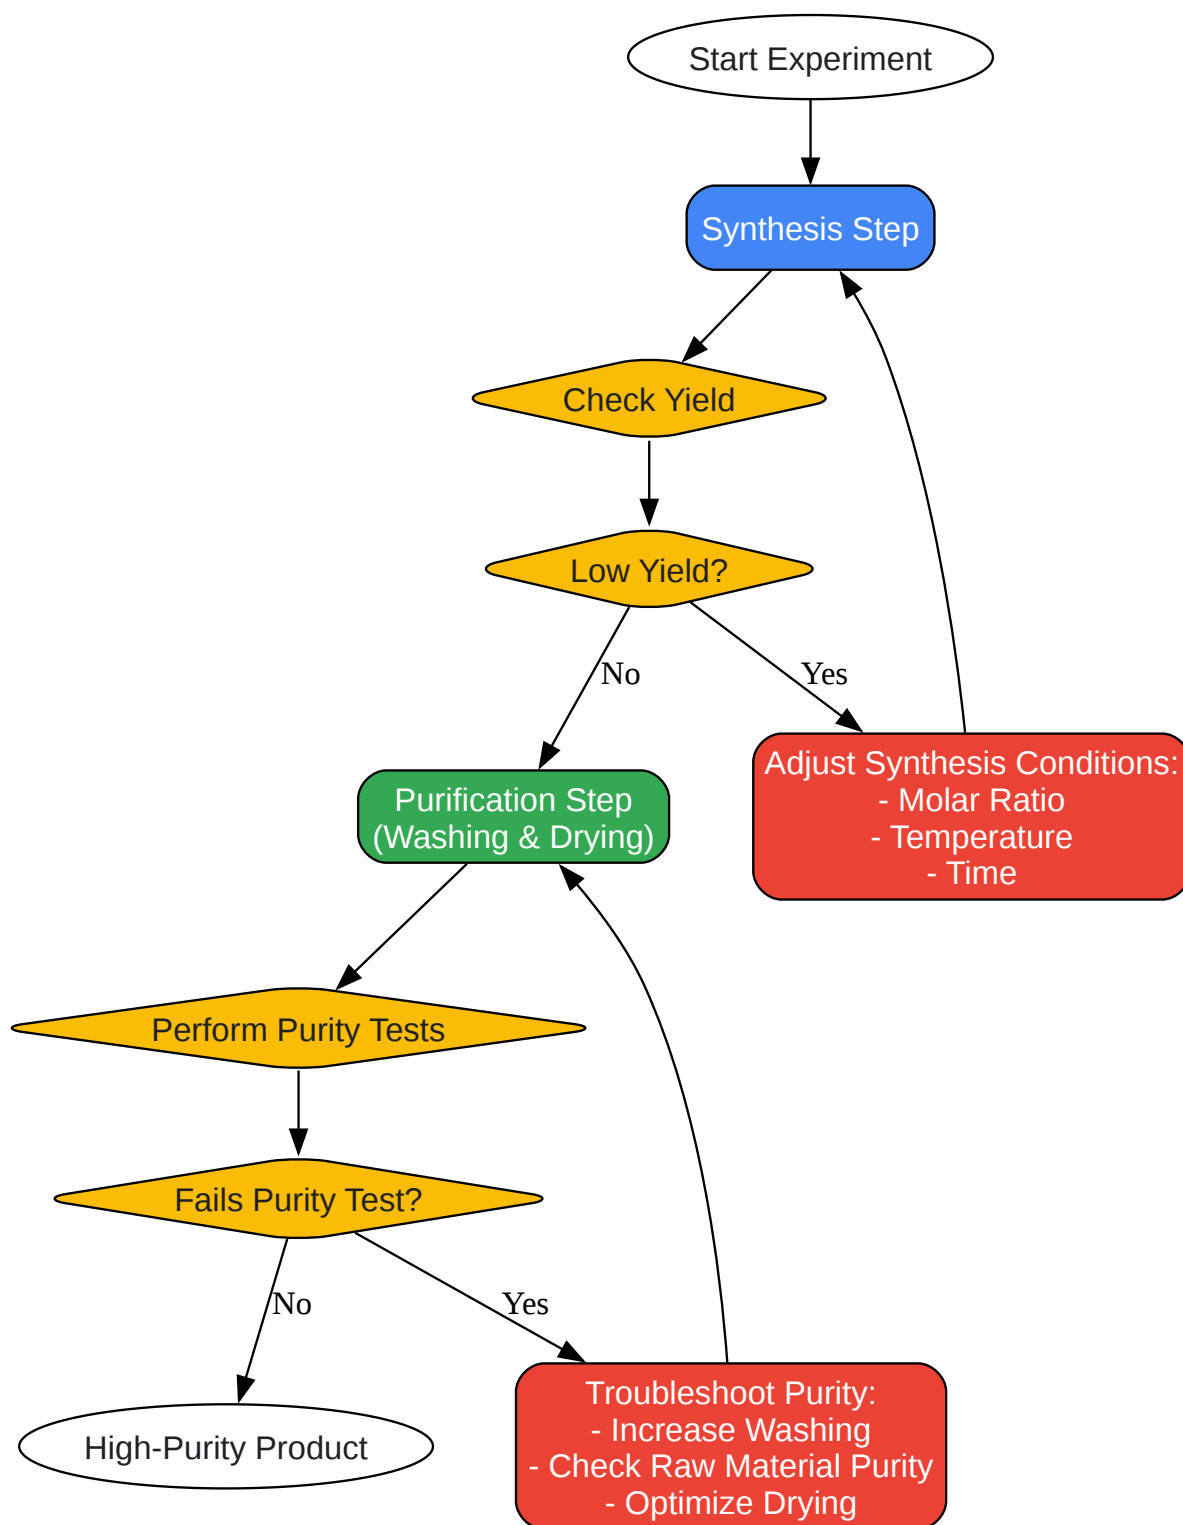 Start Experiment
Synthesis Step
Check Yield
Low Yield?
No
Yes
Adjust Synthesis Conditions:
- Molar Ratio
- Temperature
- Time
Purification Step
(Washing & Drying)
Perform Purity Tests
Fails Purity Test?
No
Yes
High-Purity Product
Troubleshoot Purity:
- Increase Washing
- Check Raw Material Purity
- Optimize Drying